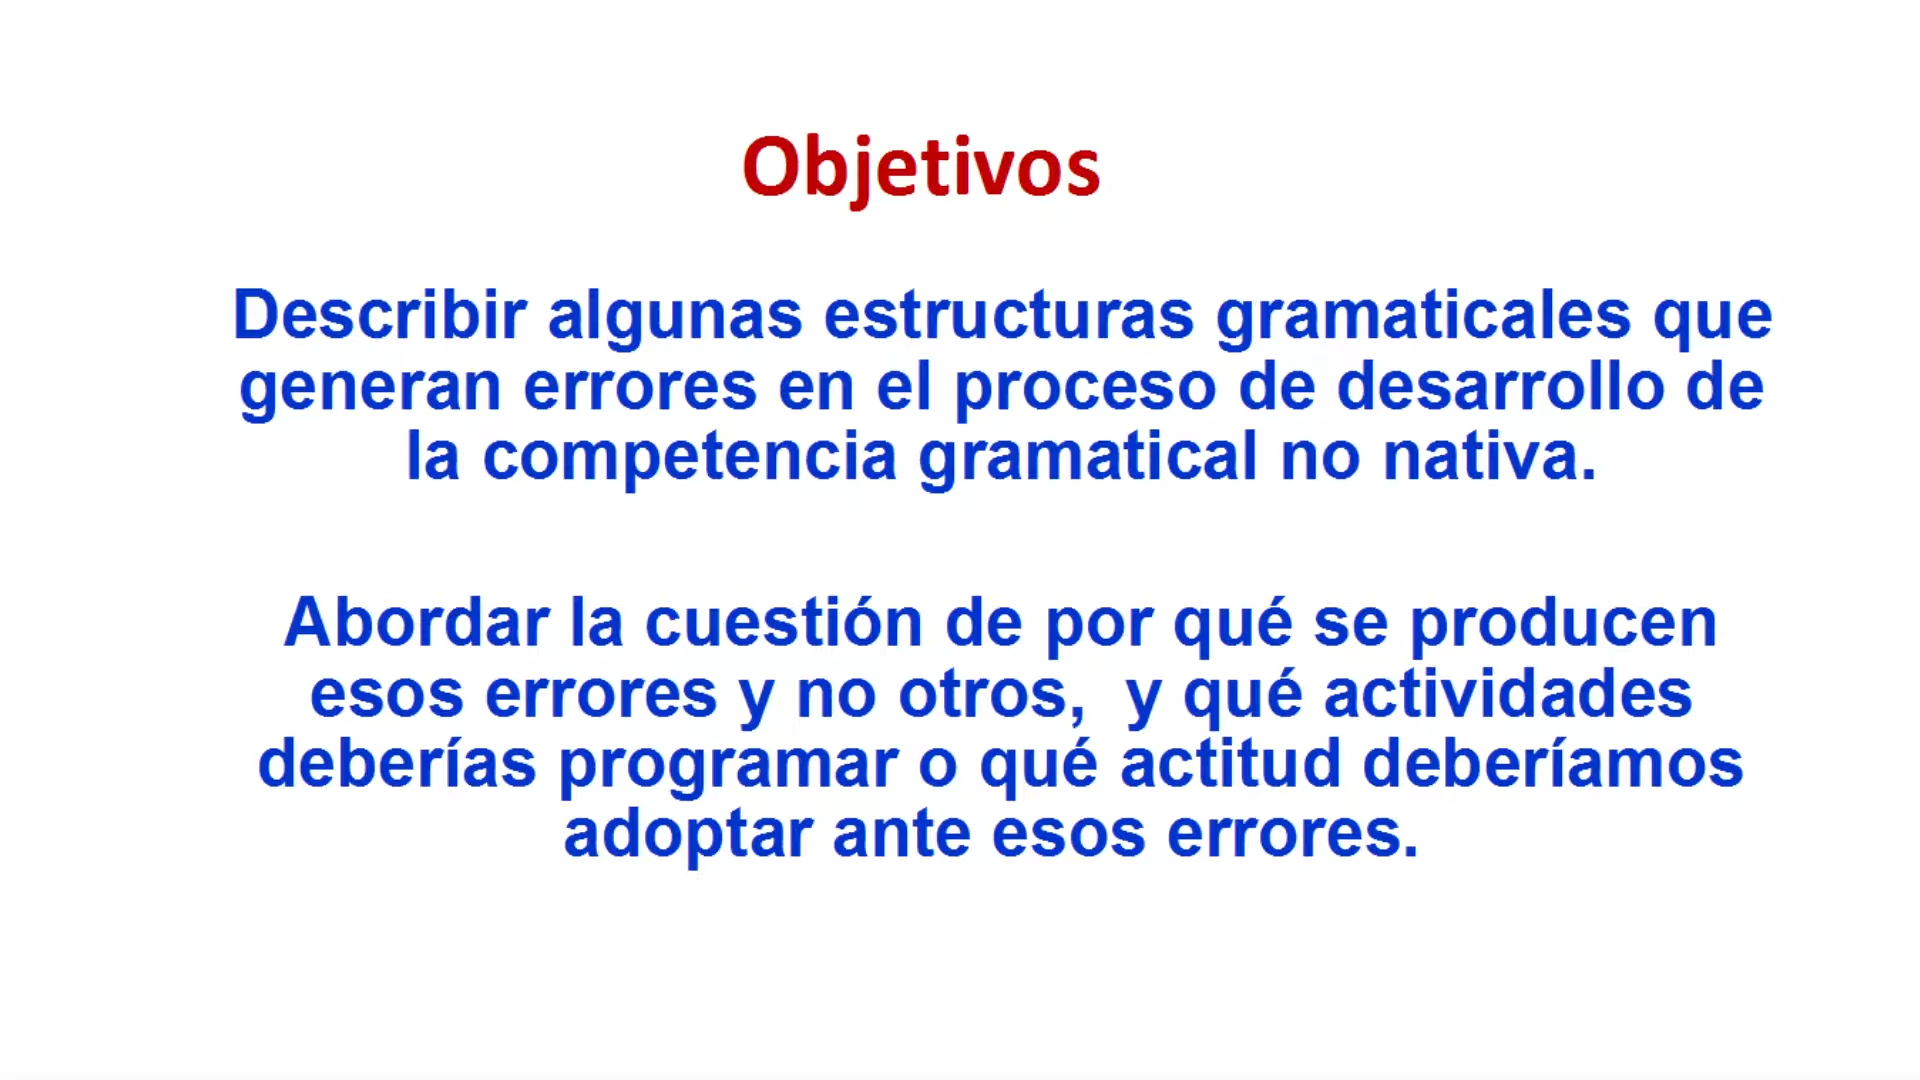 Objetivos
Describir algunas estructuras gramaticales que
generan errores en el proceso de desarrollo de
la competencia gramatical no nativa.
Abordar la cuestión de por qué se producen
esos errores y no otros,  y qué actividades
deberías programar o qué actitud deberíamos
adoptar ante esos errores.